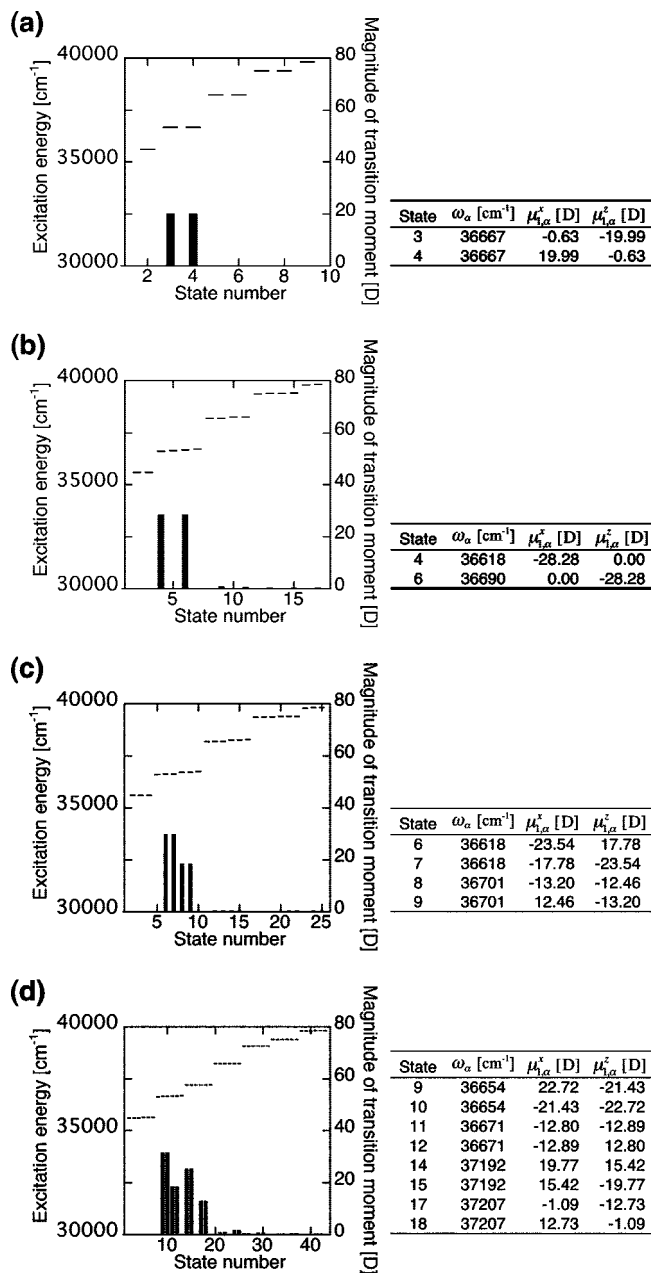 (a)
Excitation energy [cm⁻¹]
40000
35000
30000
80
60
40
20
0
Magnitude of transition moment [D]
2 4 6 8 10
State number
State ωα [cm⁻¹] μˣ1,α [D] μᶻ1,α [D]
3 36667 -0.63 -19.99
4 36667 19.99 -0.63
(b)
Excitation energy [cm⁻¹]
40000
35000
30000
80
60
40
20
0
Magnitude of transition moment [D]
5 10 15
State number
State ωα [cm⁻¹] μˣ1,α [D] μᶻ1,α [D]
4 36618 -28.28 0.00
6 36690 0.00 -28.28
(c)
Excitation energy [cm⁻¹]
40000
35000
30000
80
60
40
20
0
Magnitude of transition moment [D]
5 10 15 20 25
State number
State ωα [cm⁻¹] μˣ1,α [D] μᶻ1,α [D]
6 36618 -23.54 17.78
7 36618 -17.78 -23.54
8 36701 -13.20 -12.46
9 36701 12.46 -13.20
(d)
Excitation energy [cm⁻¹]
40000
35000
30000
80
60
40
20
0
Magnitude of transition moment [D]
10 20 30 40
State number
State ωα [cm⁻¹] μˣ1,α [D] μᶻ1,α [D]
9 36654 22.72 -21.43
10 36654 -21.43 -22.72
11 36671 -12.80 -12.89
12 36671 -12.89 12.80
14 37192 19.77 15.42
15 37192 15.42 -19.77
17 37207 -1.09 -12.73
18 37207 12.73 -1.09